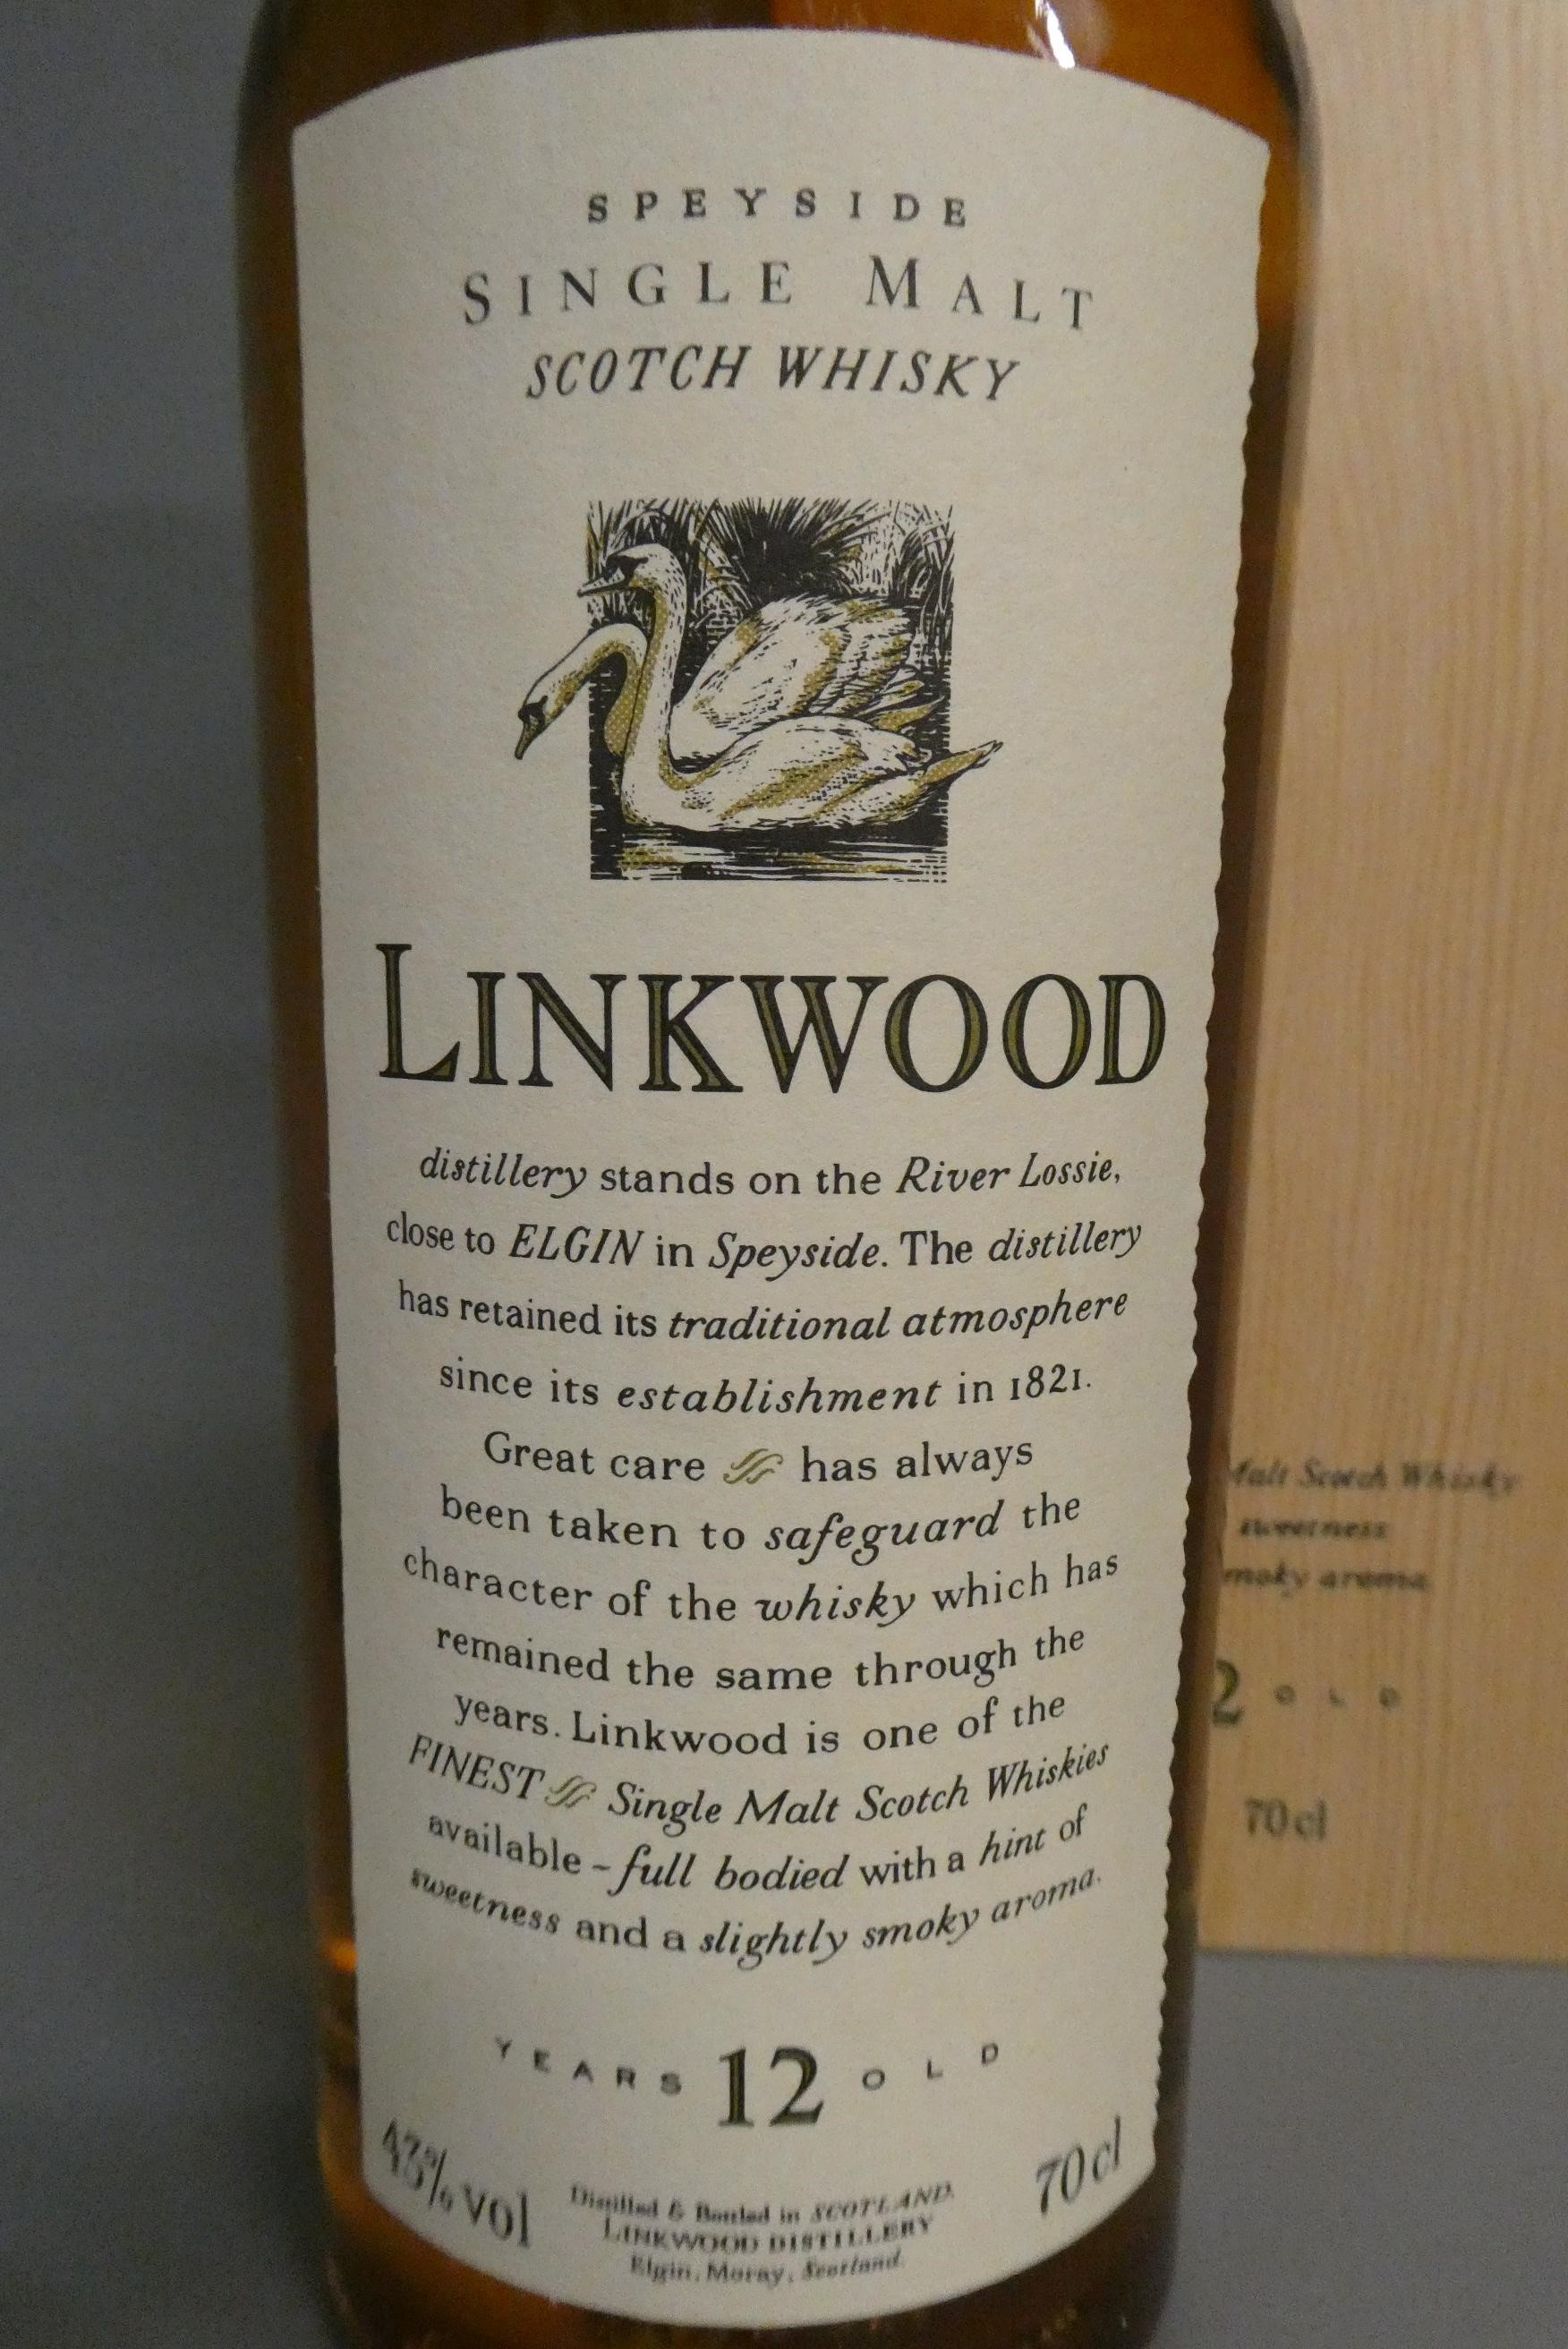 SPEYSIDE
SINGLE MALT
SCOTCH WHISKY
LINKWOOD
distillery stands on the River Lossie,
close to ELGIN in Speyside. The distillery
has retained its traditional atmosphere
since its establishment in 1821.
Great care has always
been taken to safeguard the
character of the whisky which has
remained the same through the
years. Linkwood is one of the
FINEST Single Malt Scotch Whiskies
available - full bodied with a hint of
sweetness and a slightly smoky aroma.
YEARS 12 OLD
43% vol
70cl
Distilled & Bottled in SCOTLAND.
LINKWOOD DISTILLERY
Elgin, Moray, Scotland.
Malt Scotch Whisky
sweetness
smoky aroma
2 OLD
70cl